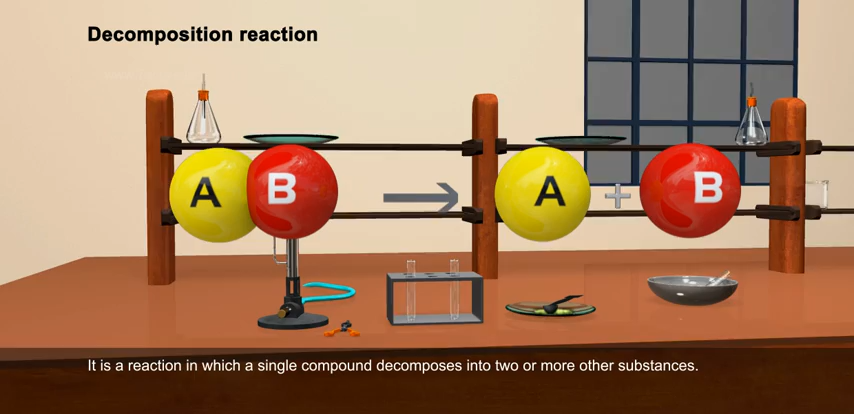 Decomposition reaction
A B A + B
It is a reaction in which a single compound decomposes into two or more other substances.